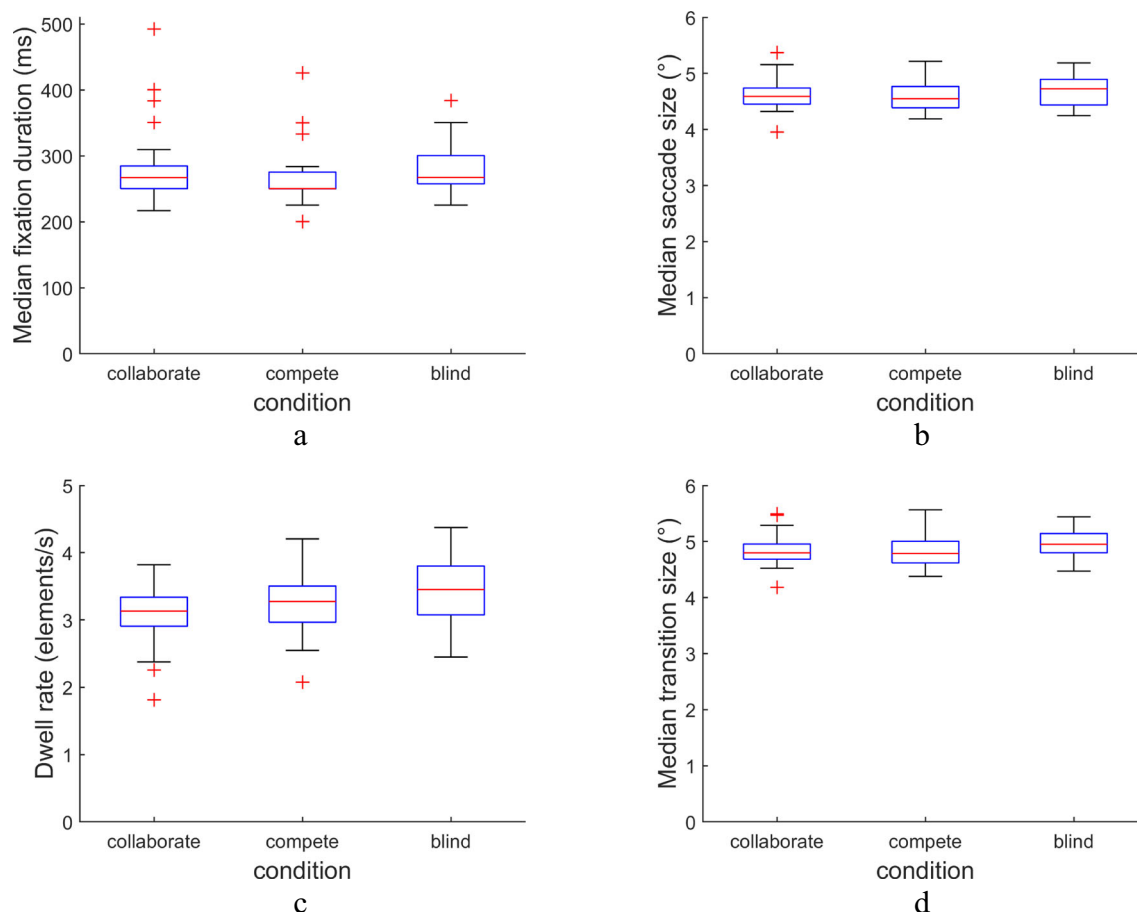 Median fixation duration (ms)
500
400
300
200
100
0
collaborate compete blind
condition
a
Median saccade size (°)
6
5
4
3
2
1
0
collaborate compete blind
condition
b
Dwell rate (elements/s)
5
4
3
2
1
0
collaborate compete blind
condition
c
Median transition size (°)
6
5
4
3
2
1
0
collaborate compete blind
condition
d